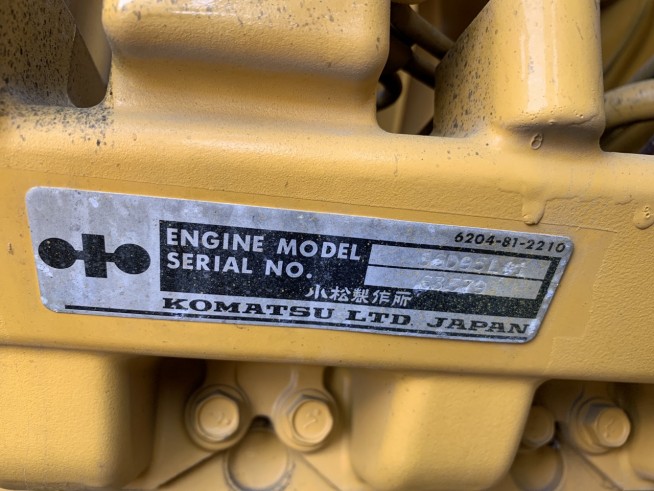 6204-81-2210
ENGINE MODEL
SERIAL NO.
小松製作所
KOMATSU LTD. JAPAN